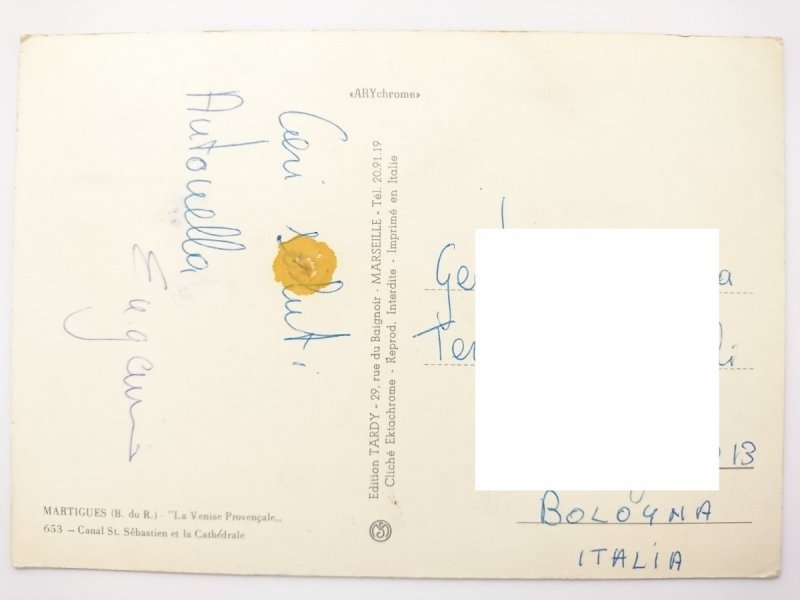 «ARYchrome»
Cari saluti
Antonella
MARTIGUES (B. du R.) - "La Venise Provençale„
653 — Canal St. Sébastien et la Cathédrale
Edition TARDY - 29, rue du Baignoir - MARSEILLE - Tél. 20.91.19
Cliché Ektachrome - Reprod. Interdite - Imprimé en Italie
13
BOLOGNA
ITALIA